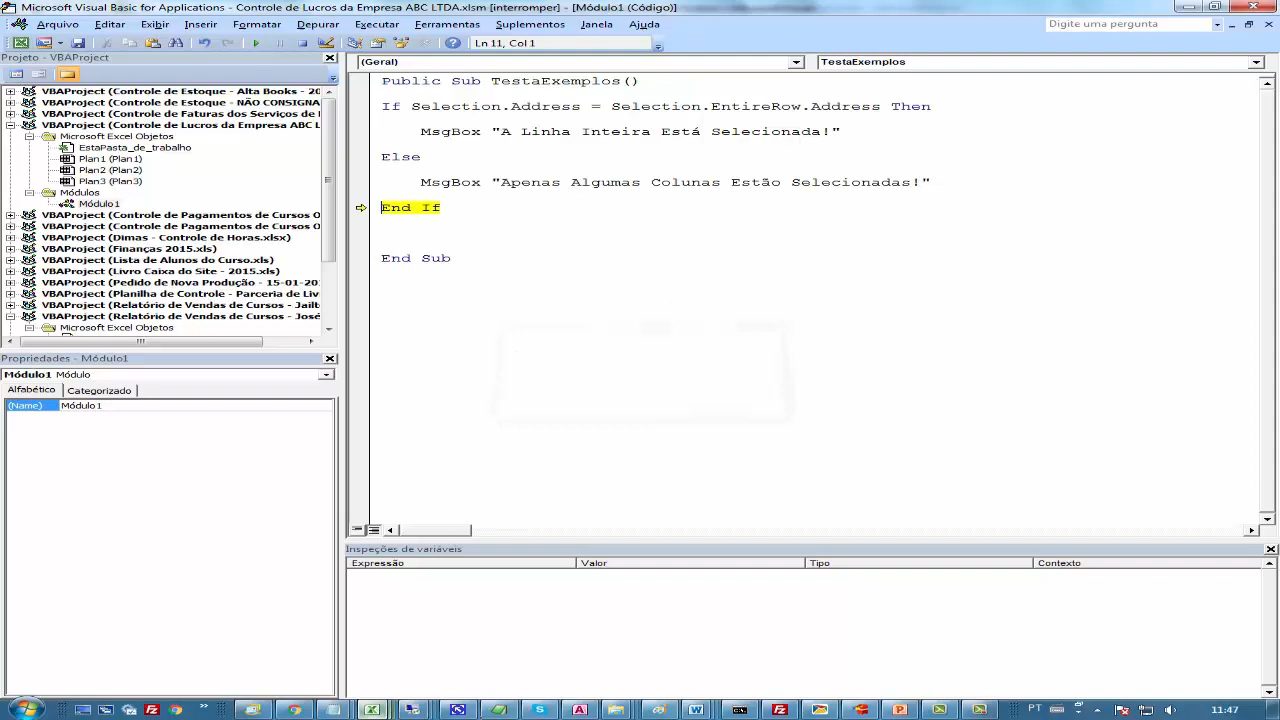 Microsoft Visual Basic for Applications - Controle de Lucros da Empresa ABC LTDA.xlsm [interromper] - [Módulo1 (Código)]
Arquivo Editar Exibir Inserir Formatar Depurar Executar Ferramentas Suplementos Janela Ajuda Digite uma pergunta
Ln 11, Col 1
Projeto - VBAProject
(Geral) TestaExemplos
VBAProject (Controle de Estoque - Alta Books - 20
VBAProject (Controle de Estoque - NÃO CONSIGNA
VBAProject (Controle de Faturas dos Serviços de I
VBAProject (Controle de Lucros da Empresa ABC L
Microsoft Excel Objetos
EstaPasta_de_trabalho
Plan1 (Plan1)
Plan2 (Plan2)
Plan3 (Plan3)
Módulos
Módulo1
VBAProject (Controle de Pagamentos de Cursos O
VBAProject (Controle de Pagamentos de Cursos O
VBAProject (Dimas - Controle de Horas.xlsx)
VBAProject (Finanças 2015.xls)
VBAProject (Lista de Alunos do Curso.xls)
VBAProject (Livro Caixa do Site - 2015.xls)
VBAProject (Pedido de Nova Produção - 15-01-20
VBAProject (Planilha de Controle - Parceria de Liv
VBAProject (Relatório de Vendas de Cursos - Jailt
VBAProject (Relatório de Vendas de Cursos - José
Microsoft Excel Objetos
Public Sub TestaExemplos()
If Selection.Address = Selection.EntireRow.Address Then
MsgBox "A Linha Inteira Está Selecionada!"
Else
MsgBox "Apenas Algumas Colunas Estão Selecionadas!"
End If
End Sub
Propriedades - Módulo1
Módulo1 Módulo
Alfabético Categorizado
(Name) Módulo1
Inspeções de variáveis
Expressão Valor Tipo Contexto
PT 11:47